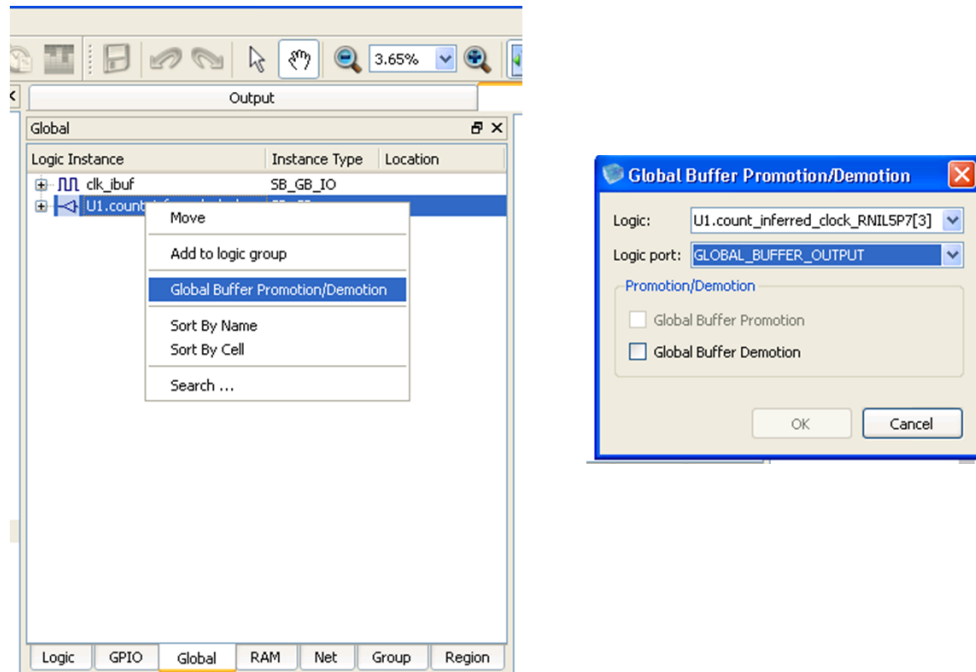 3.65%
Output
Global
Logic Instance Instance Type Location
clk_ibuf SB_GB_IO
U1.count
Move
Add to logic group
Global Buffer Promotion/Demotion
Sort By Name
Sort By Cell
Search ...
Logic GPIO Global RAM Net Group Region
Global Buffer Promotion/Demotion
Logic: U1.count_inferred_clock_RNIL5P7[3]
Logic port: GLOBAL_BUFFER_OUTPUT
Promotion/Demotion
Global Buffer Promotion
Global Buffer Demotion
OK Cancel